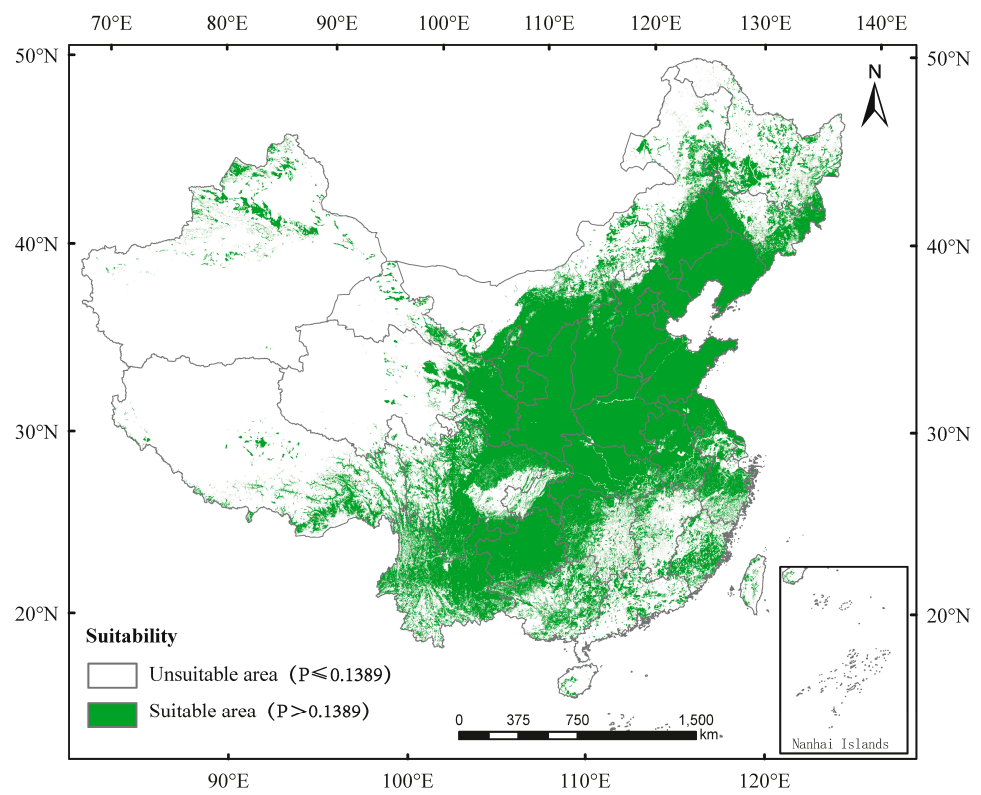 70°E 80°E 90°E 100°E 110°E 120°E 130°E 140°E
50°N 50°N
N
40°N 40°N
30°N 30°N
20°N 20°N
Suitability
Unsuitable area (P≤0.1389)
Suitable area (P>0.1389)
0 375 750 1,500
km
Nanhai Islands
90°E 100°E 110°E 120°E